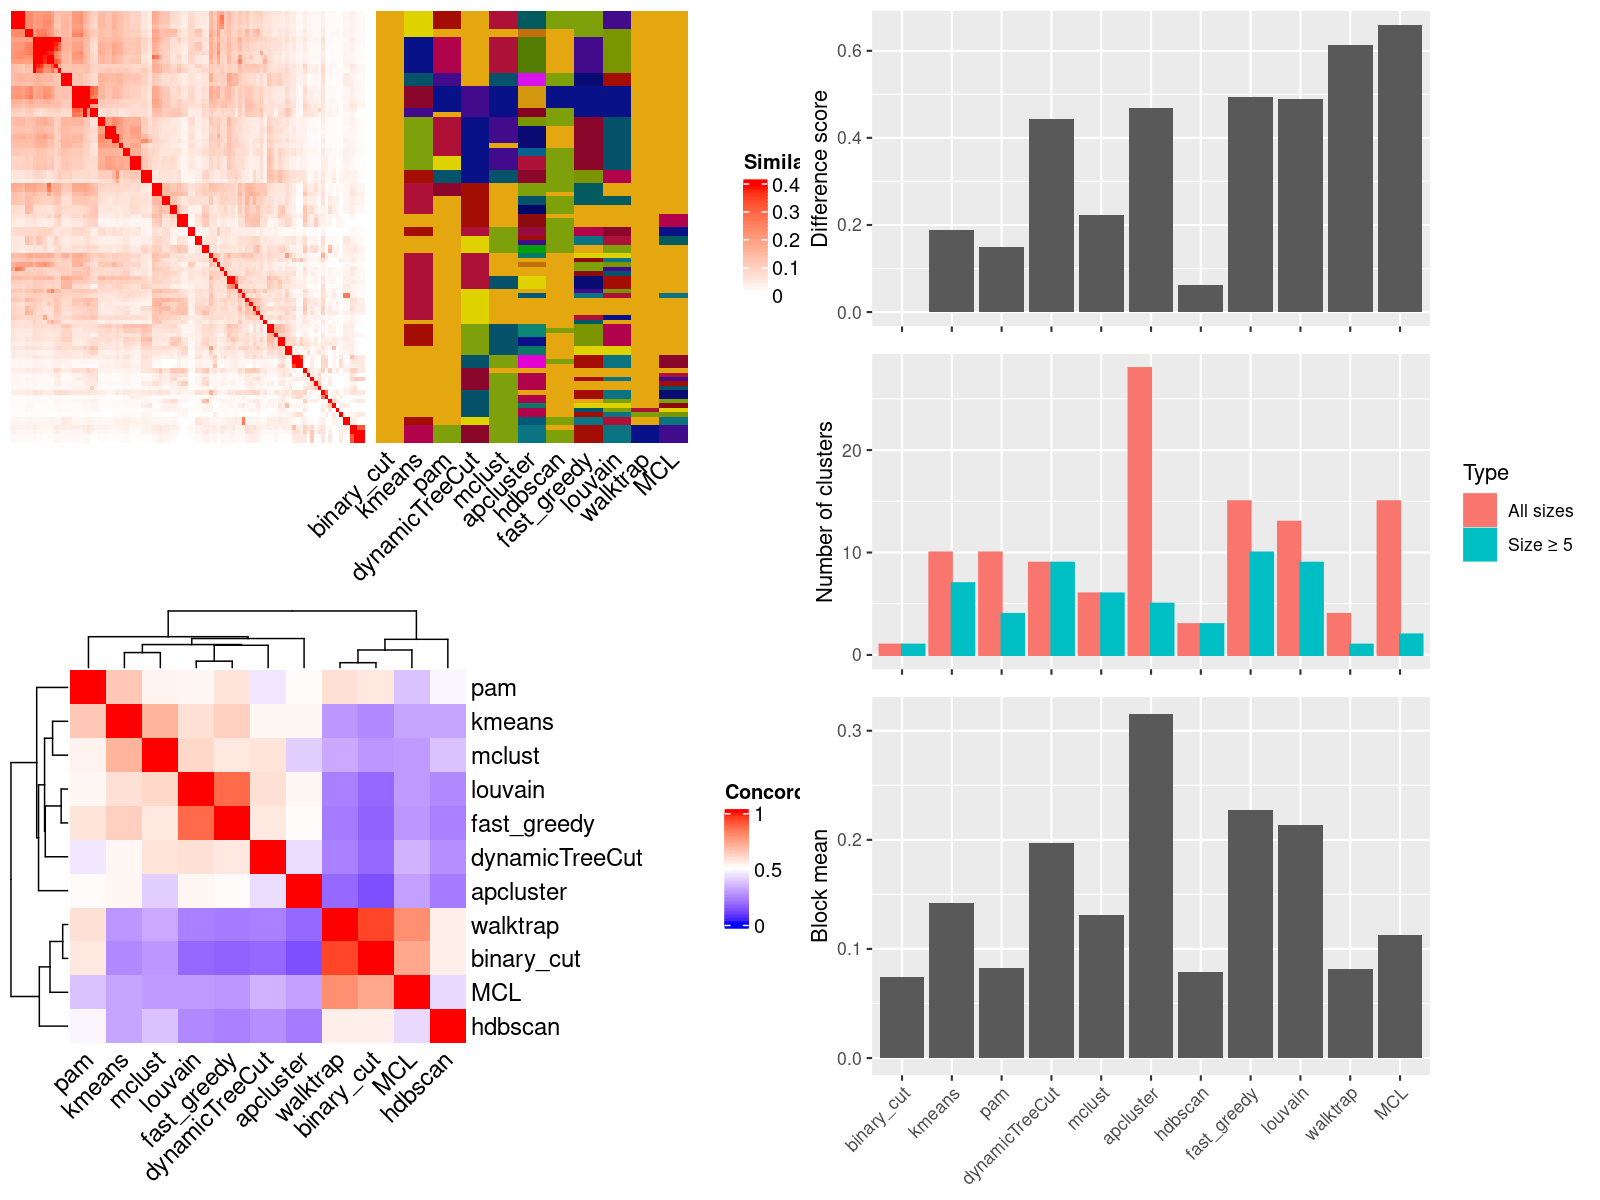 Simila
0.4
0.3
0.2
0.1
0
binary_cut
kmeans
pam
dynamicTreeCut
mclust
apcluster
hdbscan
fast_greedy
louvain
walktrap
MCL
pam
kmeans
mclust
louvain
fast_greedy
dynamicTreeCut
apcluster
walktrap
binary_cut
MCL
hdbscan
pam
kmeans
mclust
louvain
fast_greedy
dynamicTreeCut
apcluster
walktrap
binary_cut
MCL
hdbscan
Concord
1
0.5
0
Difference score
0.6
0.4
0.2
0.0
Number of clusters
20
10
0
Type
All sizes
Size ≥ 5
Block mean
0.3
0.2
0.1
0.0
binary_cut
kmeans
pam
dynamicTreeCut
mclust
apcluster
hdbscan
fast_greedy
louvain
walktrap
MCL